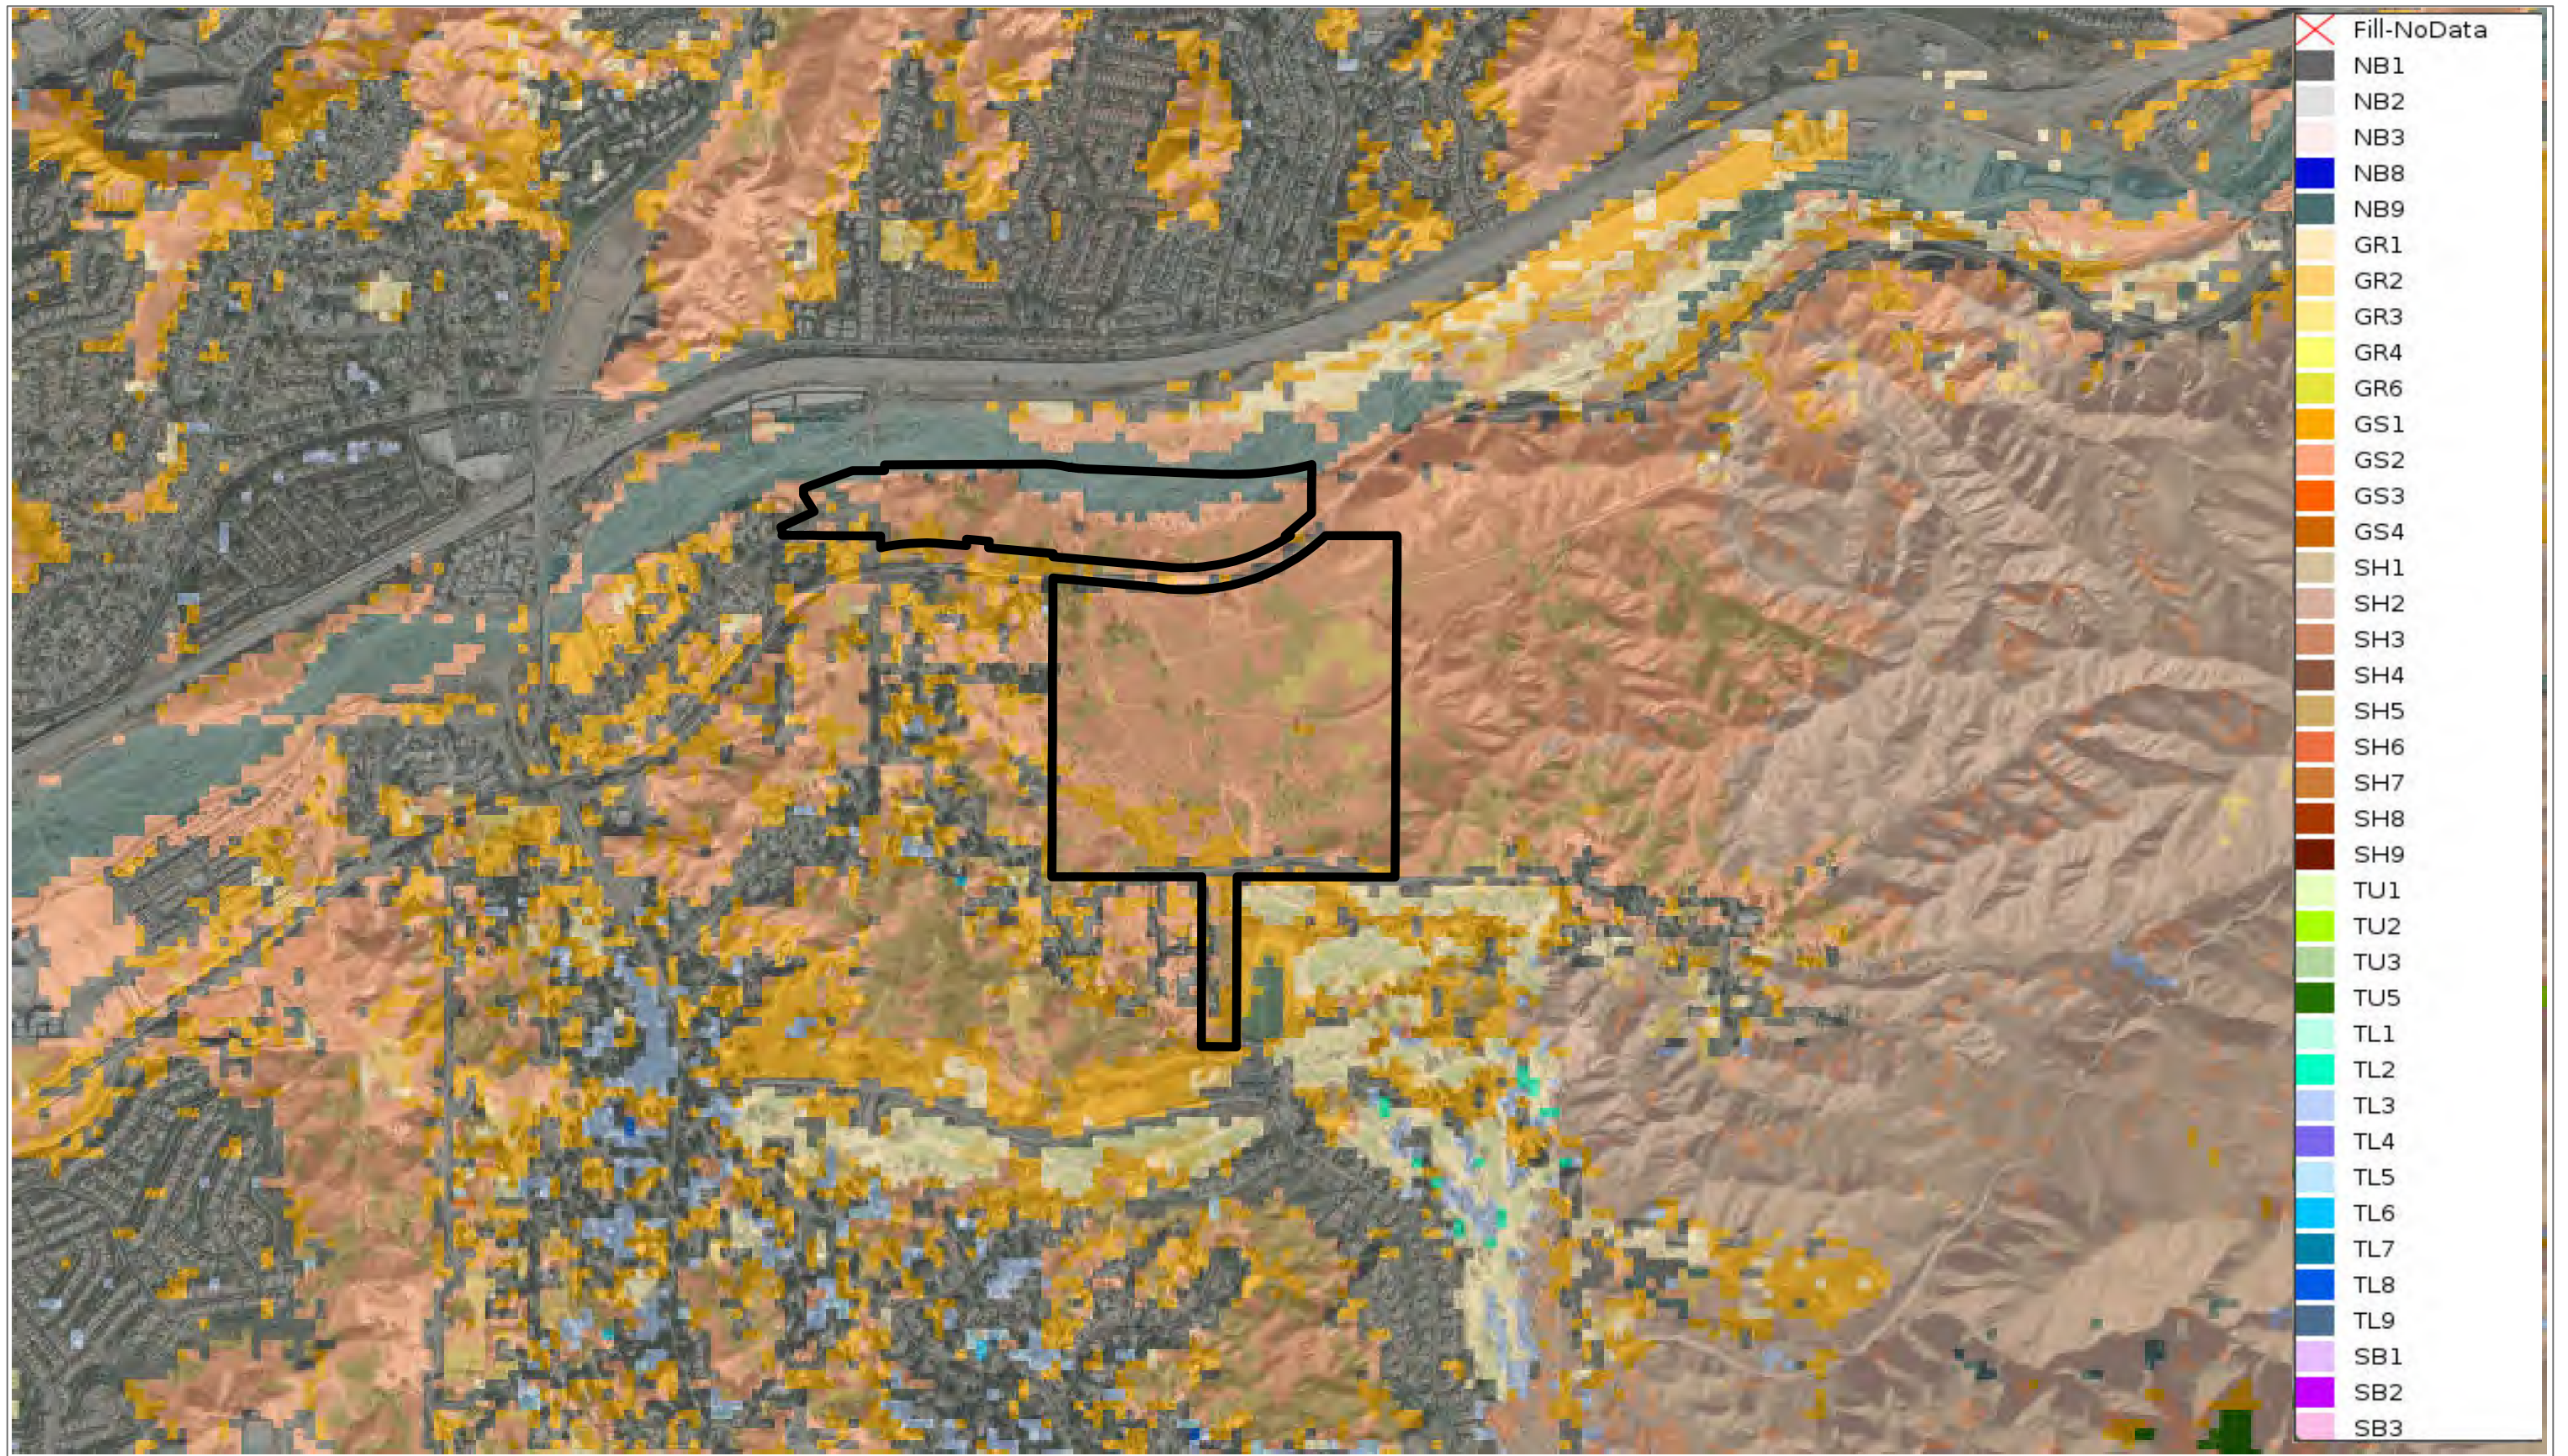 Fill-NoData
NB1
NB2
NB3
NB8
NB9
GR1
GR2
GR3
GR4
GR6
GS1
GS2
GS3
GS4
SH1
SH2
SH3
SH4
SH5
SH6
SH7
SH8
SH9
TU1
TU2
TU3
TU5
TL1
TL2
TL3
TL4
TL5
TL6
TL7
TL8
TL9
SB1
SB2
SB3